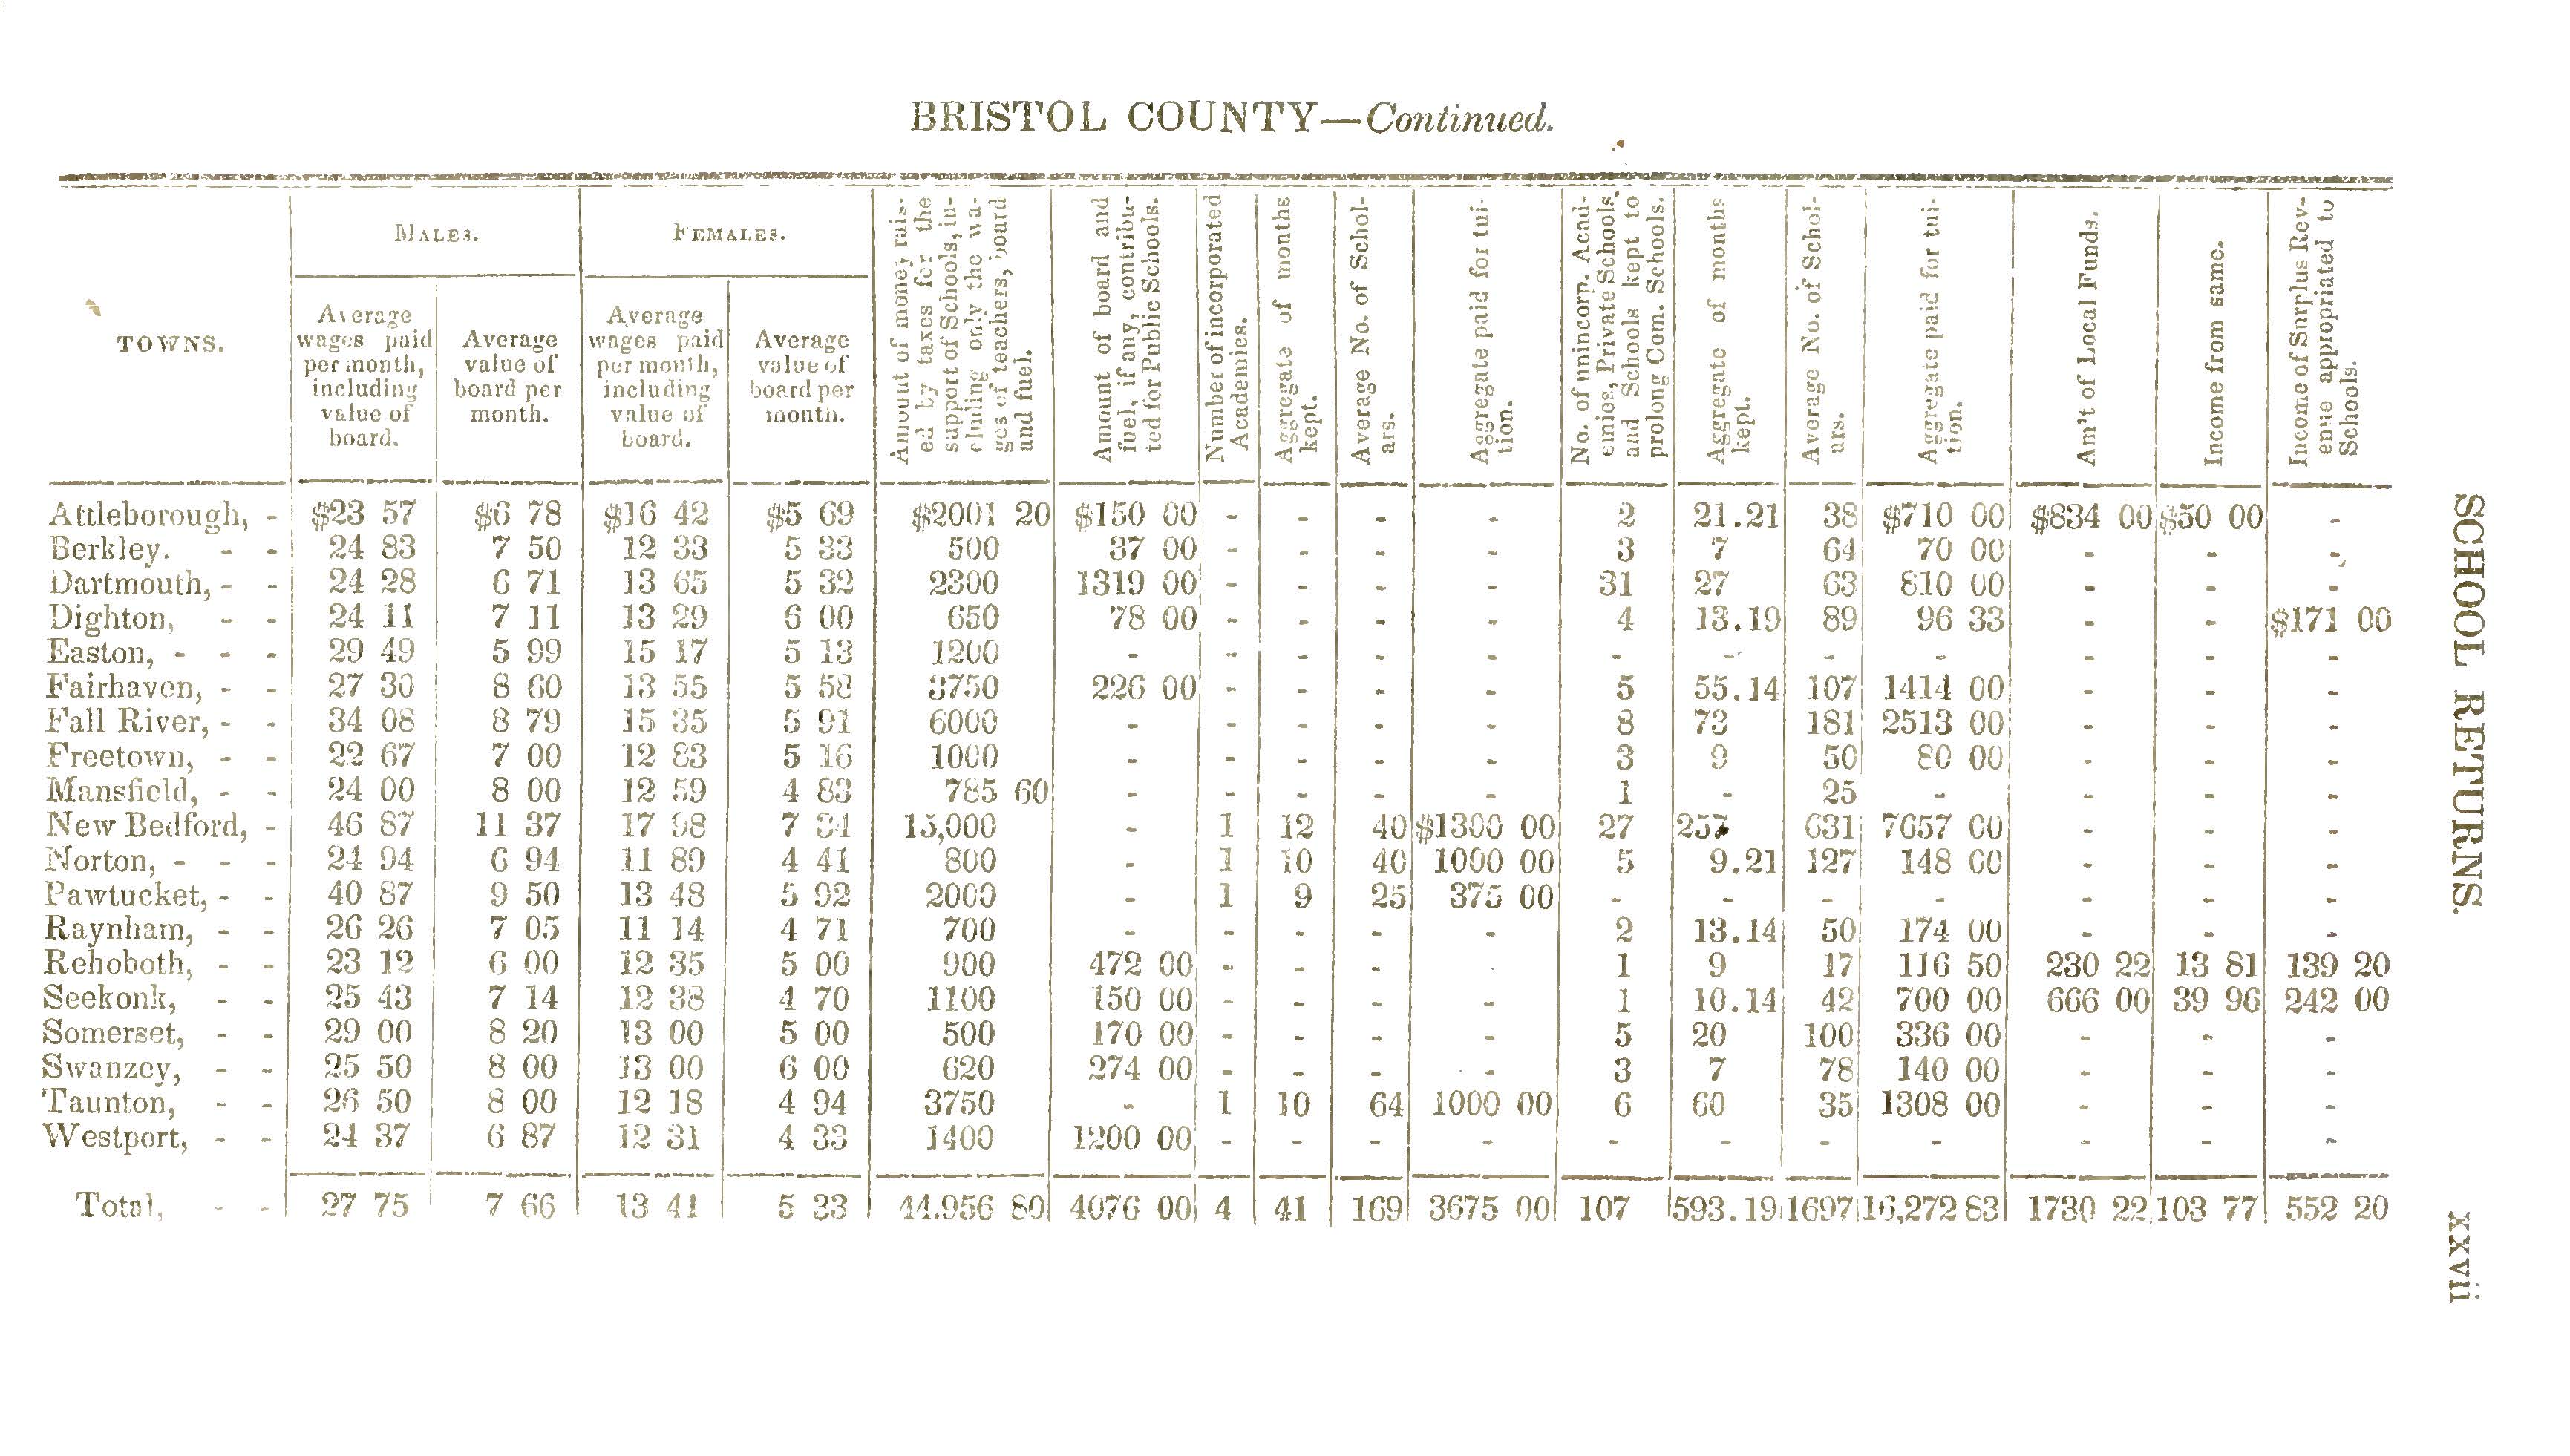 BRISTOL COUNTY—Continued.
TOWNS.
MALES.
FEMALES.
Average wages paid per month, including value of board.
Average value of board per month.
Average wages paid per month, including value of board.
Average value of board per month.
Amount of money rais-
ed by taxes for the
support of Schools, in-
cluding only the wa-
ges of teachers, board
and fuel.
Amount of board and
fuel, if any, contribu-
ted for Public Schools.
Number of incorporated
Academies.
Aggregate of months
kept.
Average No. of Schol-
ars.
Aggregate paid for tui-
tion.
No. of unincorp. Acad-
emies, Private Schools,
and Schools kept to
prolong Com. Schools.
Aggregate of months
kept.
Average No. of Schol-
ars.
Aggregate paid for tui-
tion.
Am't of Local Funds.
Income from same.
Income of Surplus Rev-
enue appropriated to
Schools.
Attleborough, - $23 57 $6 78 $16 42 $5 69 $2001 20 $150 00 - - - - 2 21.21 38 $710 00 $834 00 $50 00 -
Berkley. - - 24 83 7 50 12 33 5 33 500 37 00 - - - - 3 7 64 70 00 - - -
Dartmouth, - - 24 28 6 71 13 65 5 32 2300 1319 00 - - - - 31 27 63 810 00 - - -
Dighton, - - 24 11 7 11 13 29 6 00 650 78 00 - - - - 4 13.19 89 96 33 - - $171 00
Easton, - - - 29 49 5 99 15 17 5 13 1200 - - - - - - - - - - - -
Fairhaven, - - 27 30 8 60 13 55 5 58 3750 226 00 - - - - 5 55.14 107 1414 00 - - -
Fall River, - - 34 08 8 79 15 35 5 91 6000 - - - - - 8 73 181 2513 00 - - -
Freetown, - - 22 67 7 00 12 83 5 16 1000 - - - - - 3 9 50 80 00 - - -
Mansfield, - - 24 00 8 00 12 59 4 83 785 60 - - - - - 1 - 25 - - - -
New Bedford, - 46 87 11 37 17 98 7 34 15,000 - 1 12 40 $1300 00 27 257 631 7657 00 - - -
Norton, - - - 24 94 6 94 11 89 4 41 800 - 1 10 40 1000 00 5 9.21 127 148 00 - - -
Pawtucket, - - 40 87 9 50 13 48 5 92 2000 - 1 9 25 375 00 - - - - - - -
Raynham, - - 26 26 7 05 11 14 4 71 700 - - - - - 2 13.14 50 174 00 - - -
Rehoboth, - - 23 12 6 00 12 35 5 00 900 472 00 - - - - 1 9 17 116 50 230 22 13 81 139 20
Seekonk, - - 25 43 7 14 12 38 4 70 1100 150 00 - - - - 1 10.14 42 700 00 666 00 39 96 242 00
Somerset, - - 29 00 8 20 13 00 5 00 500 170 00 - - - - 5 20 100 336 00 - - -
Swanzey, - - 25 50 8 00 13 00 6 00 620 274 00 - - - - 3 7 78 140 00 - - -
Taunton, - - 26 50 8 00 12 18 4 94 3750 - 1 10 64 1000 00 6 60 35 1308 00 - - -
Westport, - - 24 37 6 87 12 31 4 33 1400 1200 00 - - - - - - - - - - -
Total, - - 27 75 7 66 13 41 5 33 44,956 80 4076 00 4 41 169 3675 00 107 593.19 1697 16,272 83 1730 22 103 77 552 20
SCHOOL RETURNS.
xxvii